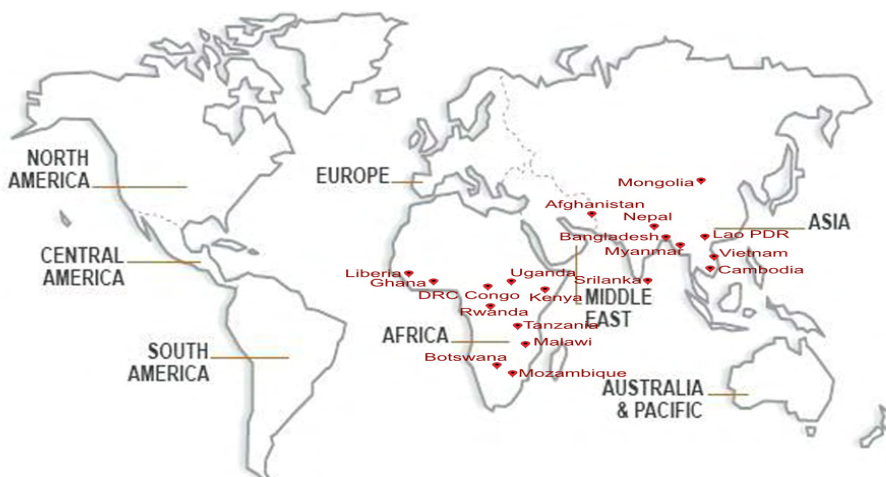 NORTH
AMERICA
EUROPE
Mongolia
Afghanistan
Nepal
ASIA
Bangladesh
Lao PDR
Myanmar
Vietnam
CENTRAL
AMERICA
Cambodia
Liberia
Ghana
Uganda
Srilanka
DRC Congo
Kenya
MIDDLE
EAST
Rwanda
Tanzania
AFRICA
Malawi
SOUTH
AMERICA
Botswana
Mozambique
AUSTRALIA
& PACIFIC